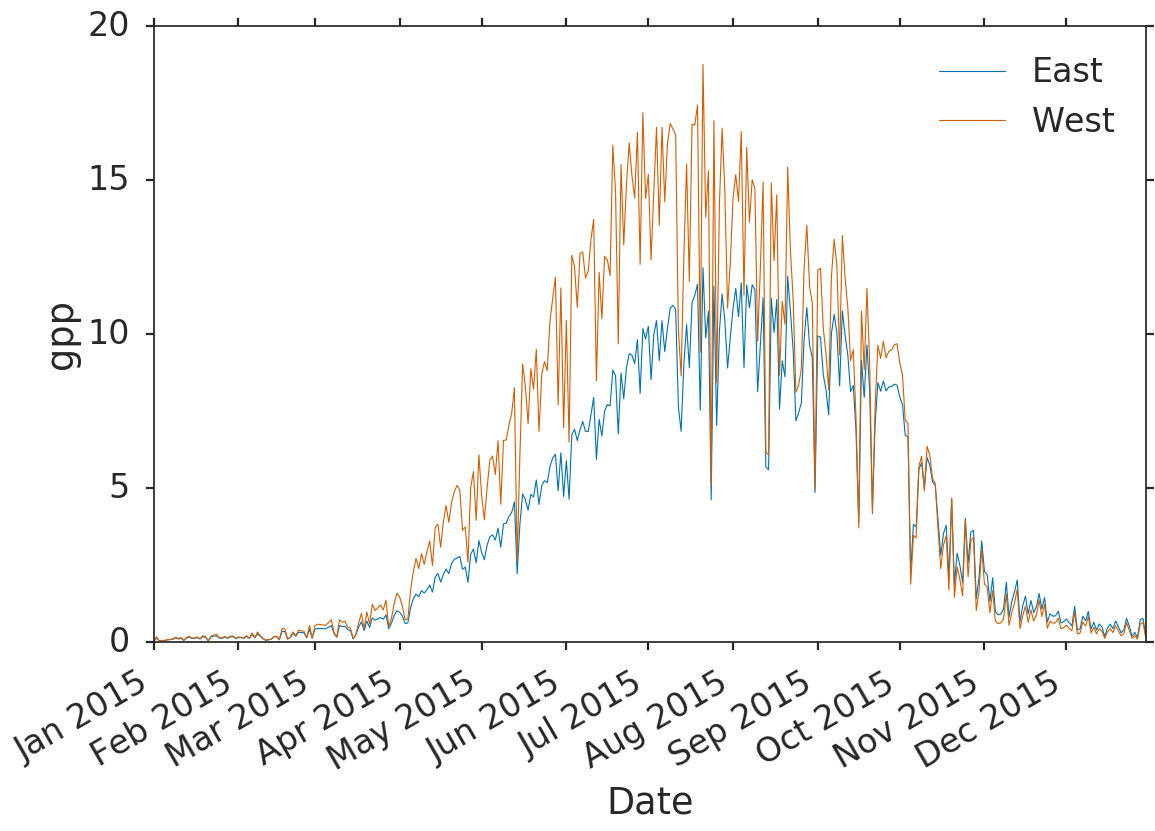 20
East
West
15
10
gpp
5
0
Jan 2015
Feb 2015
Mar 2015
Apr 2015
May 2015
Jun 2015
Jul 2015
Aug 2015
Sep 2015
Oct 2015
Nov 2015
Dec 2015
Date